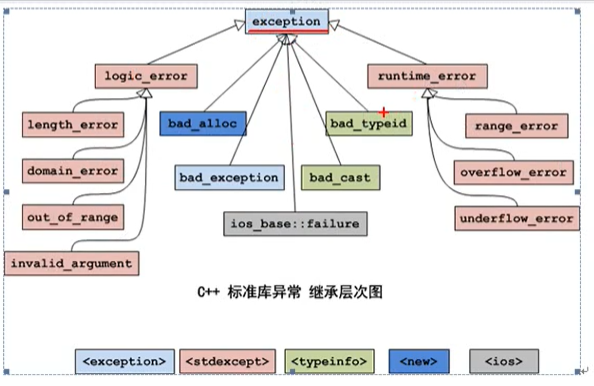 exception
logic_error
runtime_error
length_error
bad_alloc
bad_typeid
range_error
domain_error
bad_exception
bad_cast
overflow_error
out_of_range
ios_base::failure
underflow_error
invalid_argument
C++ 标准库异常 继承层次图
<exception> <stdexcept> <typeinfo> <new> <ios>